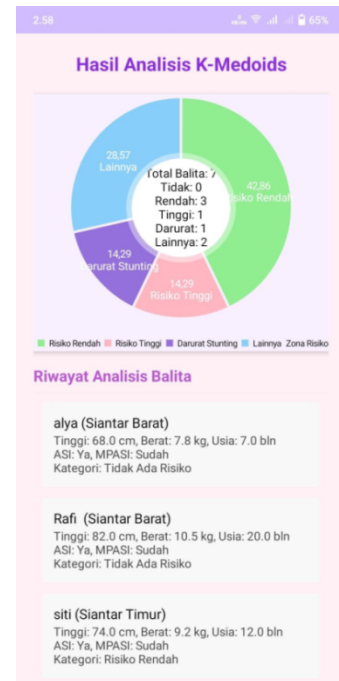 2.58
65%
Hasil Analisis K-Medoids
28,57
Lainnya
42,86
Risiko Rendah
Total Balita: 7
Tidak: 0
Rendah: 3
Tinggi: 1
Darurat: 1
Lainnya: 2
14,29
Darurat Stunting
14,29
Risiko Tinggi
Risiko Rendah Risiko Tinggi Darurat Stunting Lainnya Zona Risiko
Riwayat Analisis Balita
alya (Siantar Barat)
Tinggi: 68.0 cm, Berat: 7.8 kg, Usia: 7.0 bln
ASI: Ya, MPASI: Sudah
Kategori: Tidak Ada Risiko
Rafi (Siantar Barat)
Tinggi: 82.0 cm, Berat: 10.5 kg, Usia: 20.0 bln
ASI: Ya, MPASI: Sudah
Kategori: Tidak Ada Risiko
siti (Siantar Timur)
Tinggi: 74.0 cm, Berat: 9.2 kg, Usia: 12.0 bln
ASI: Ya, MPASI: Sudah
Kategori: Risiko Rendah